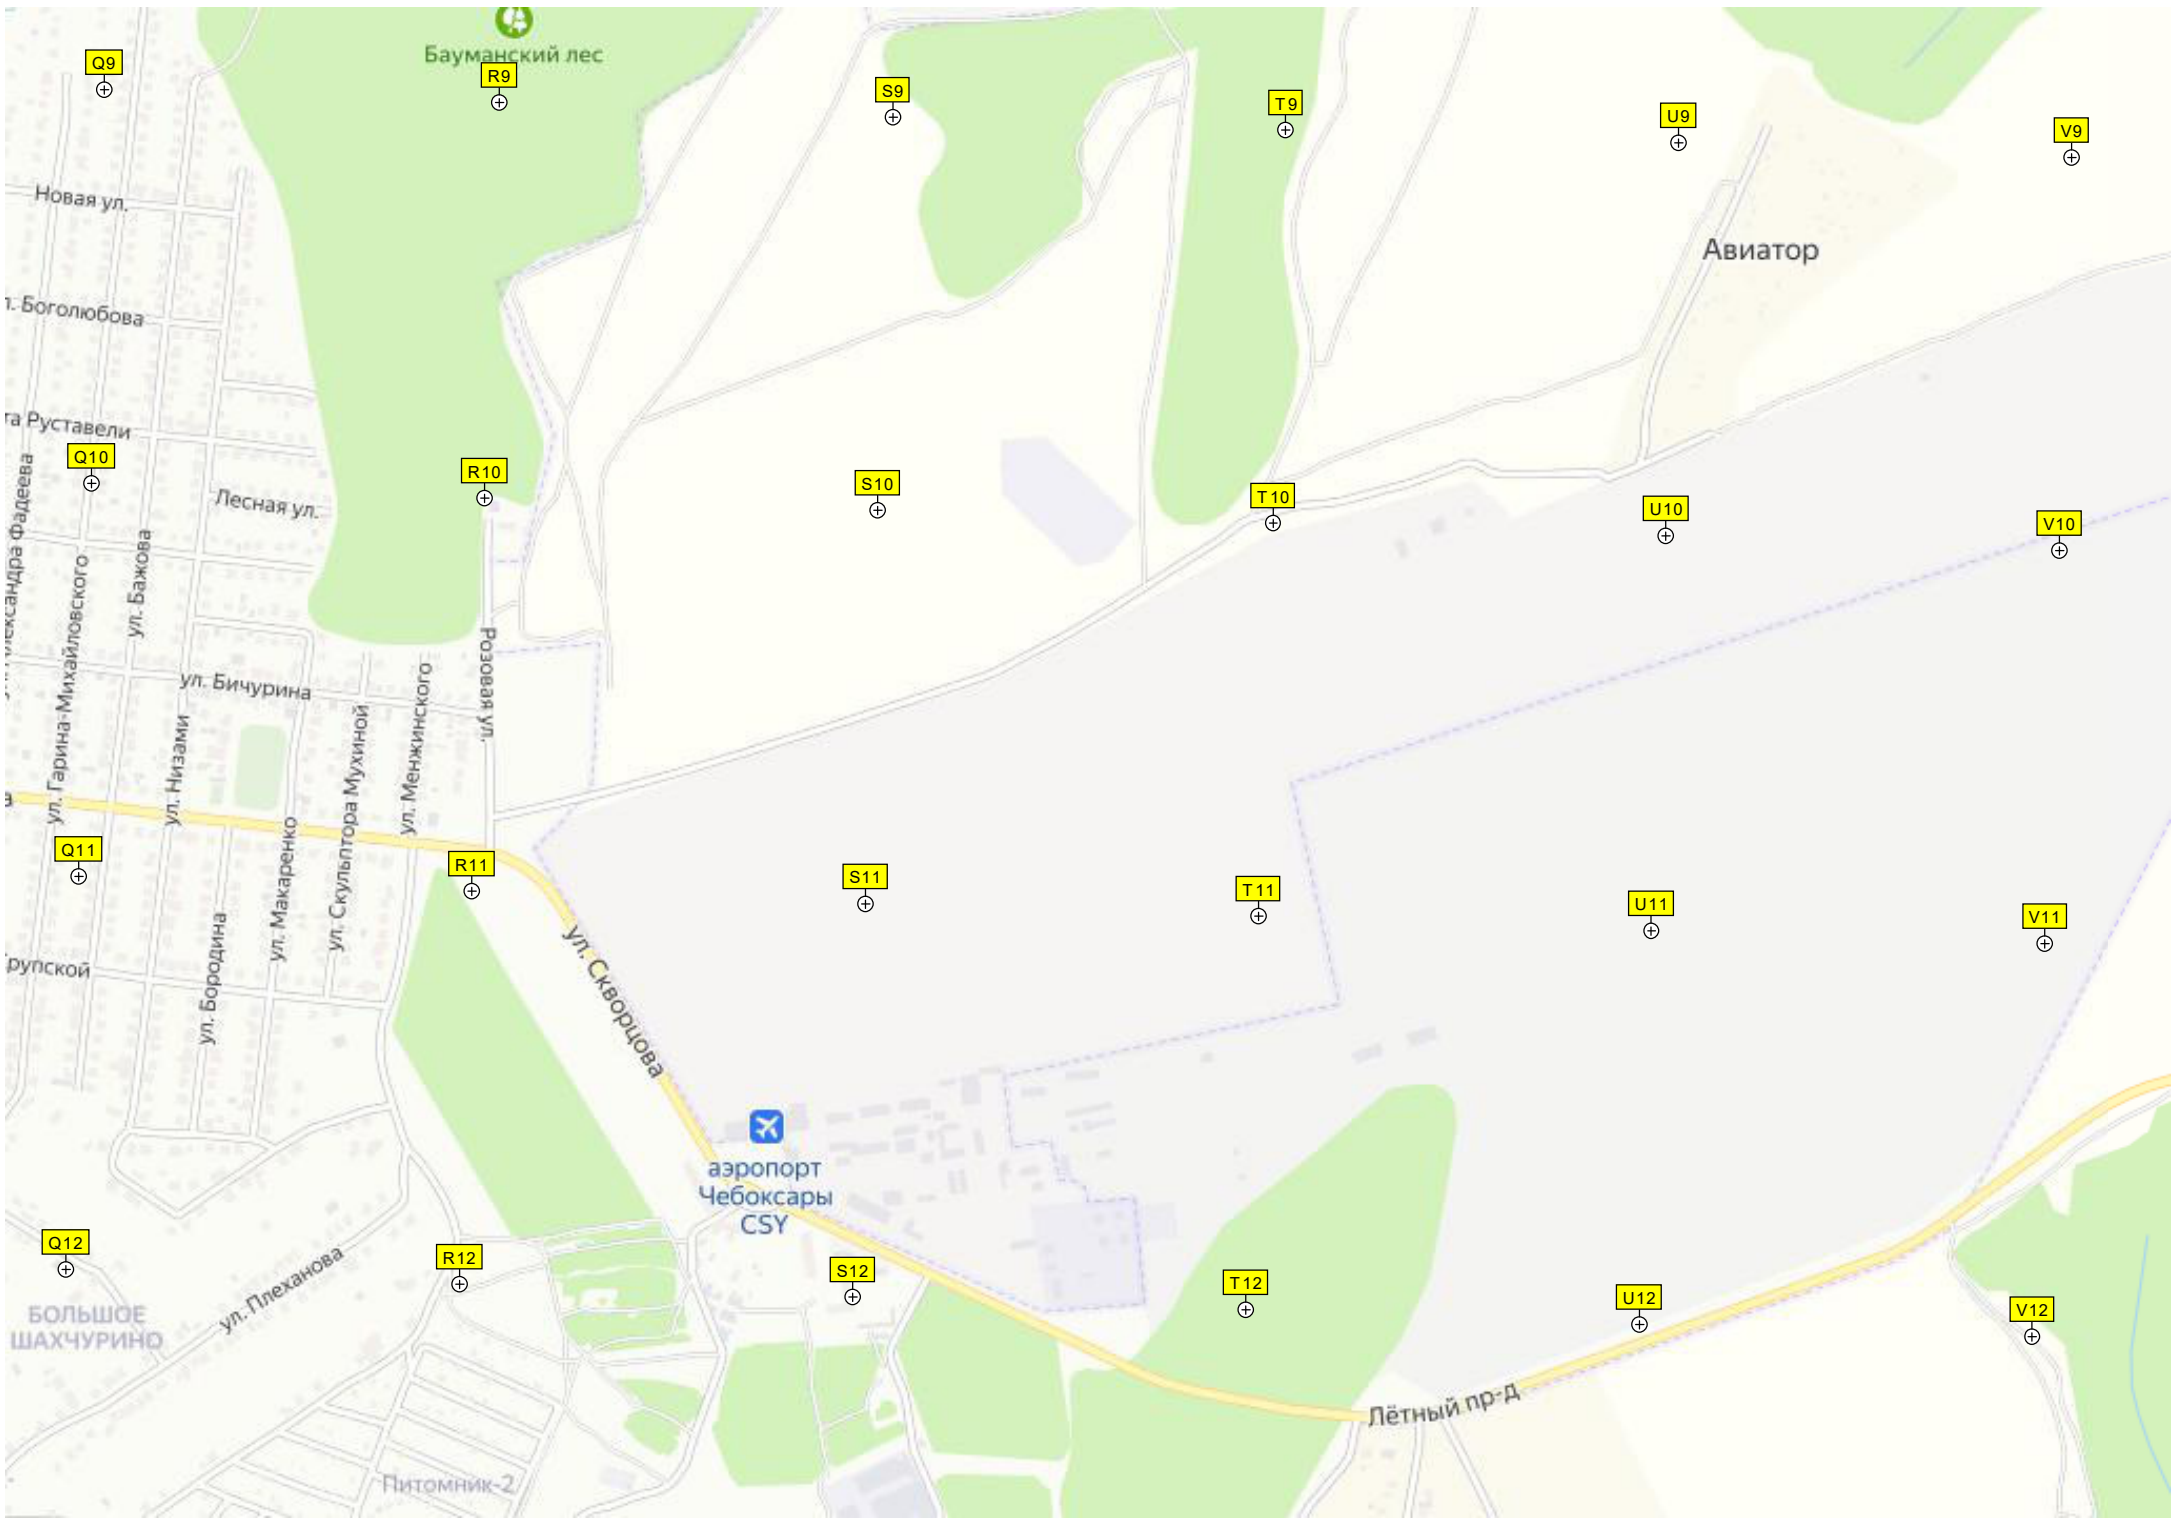 Бауманский лес
Q9
R9
S9
T9
U9
V9
Новая ул.
Авиатор
Боголюбова
Руставели
Q10
R10
S10
T10
U10
V10
Лесная ул.
Александра Фадеева
ул. Гарина-Михайловского
ул. Бажова
Розовая ул.
ул. Бичурина
ул. Низами
ул. Скульптора Мухиной
ул. Менжинского
ул. Макаренко
Q11
R11
S11
T11
U11
V11
ул. Бородина
ул. Скворцова
рупской
аэропорт
Чебоксары
CSY
Q12
R12
S12
T12
U12
V12
ул. Плеханова
БОЛЬШОЕ
ШАХЧУРИНО
Лётный пр-д
Питомник-2